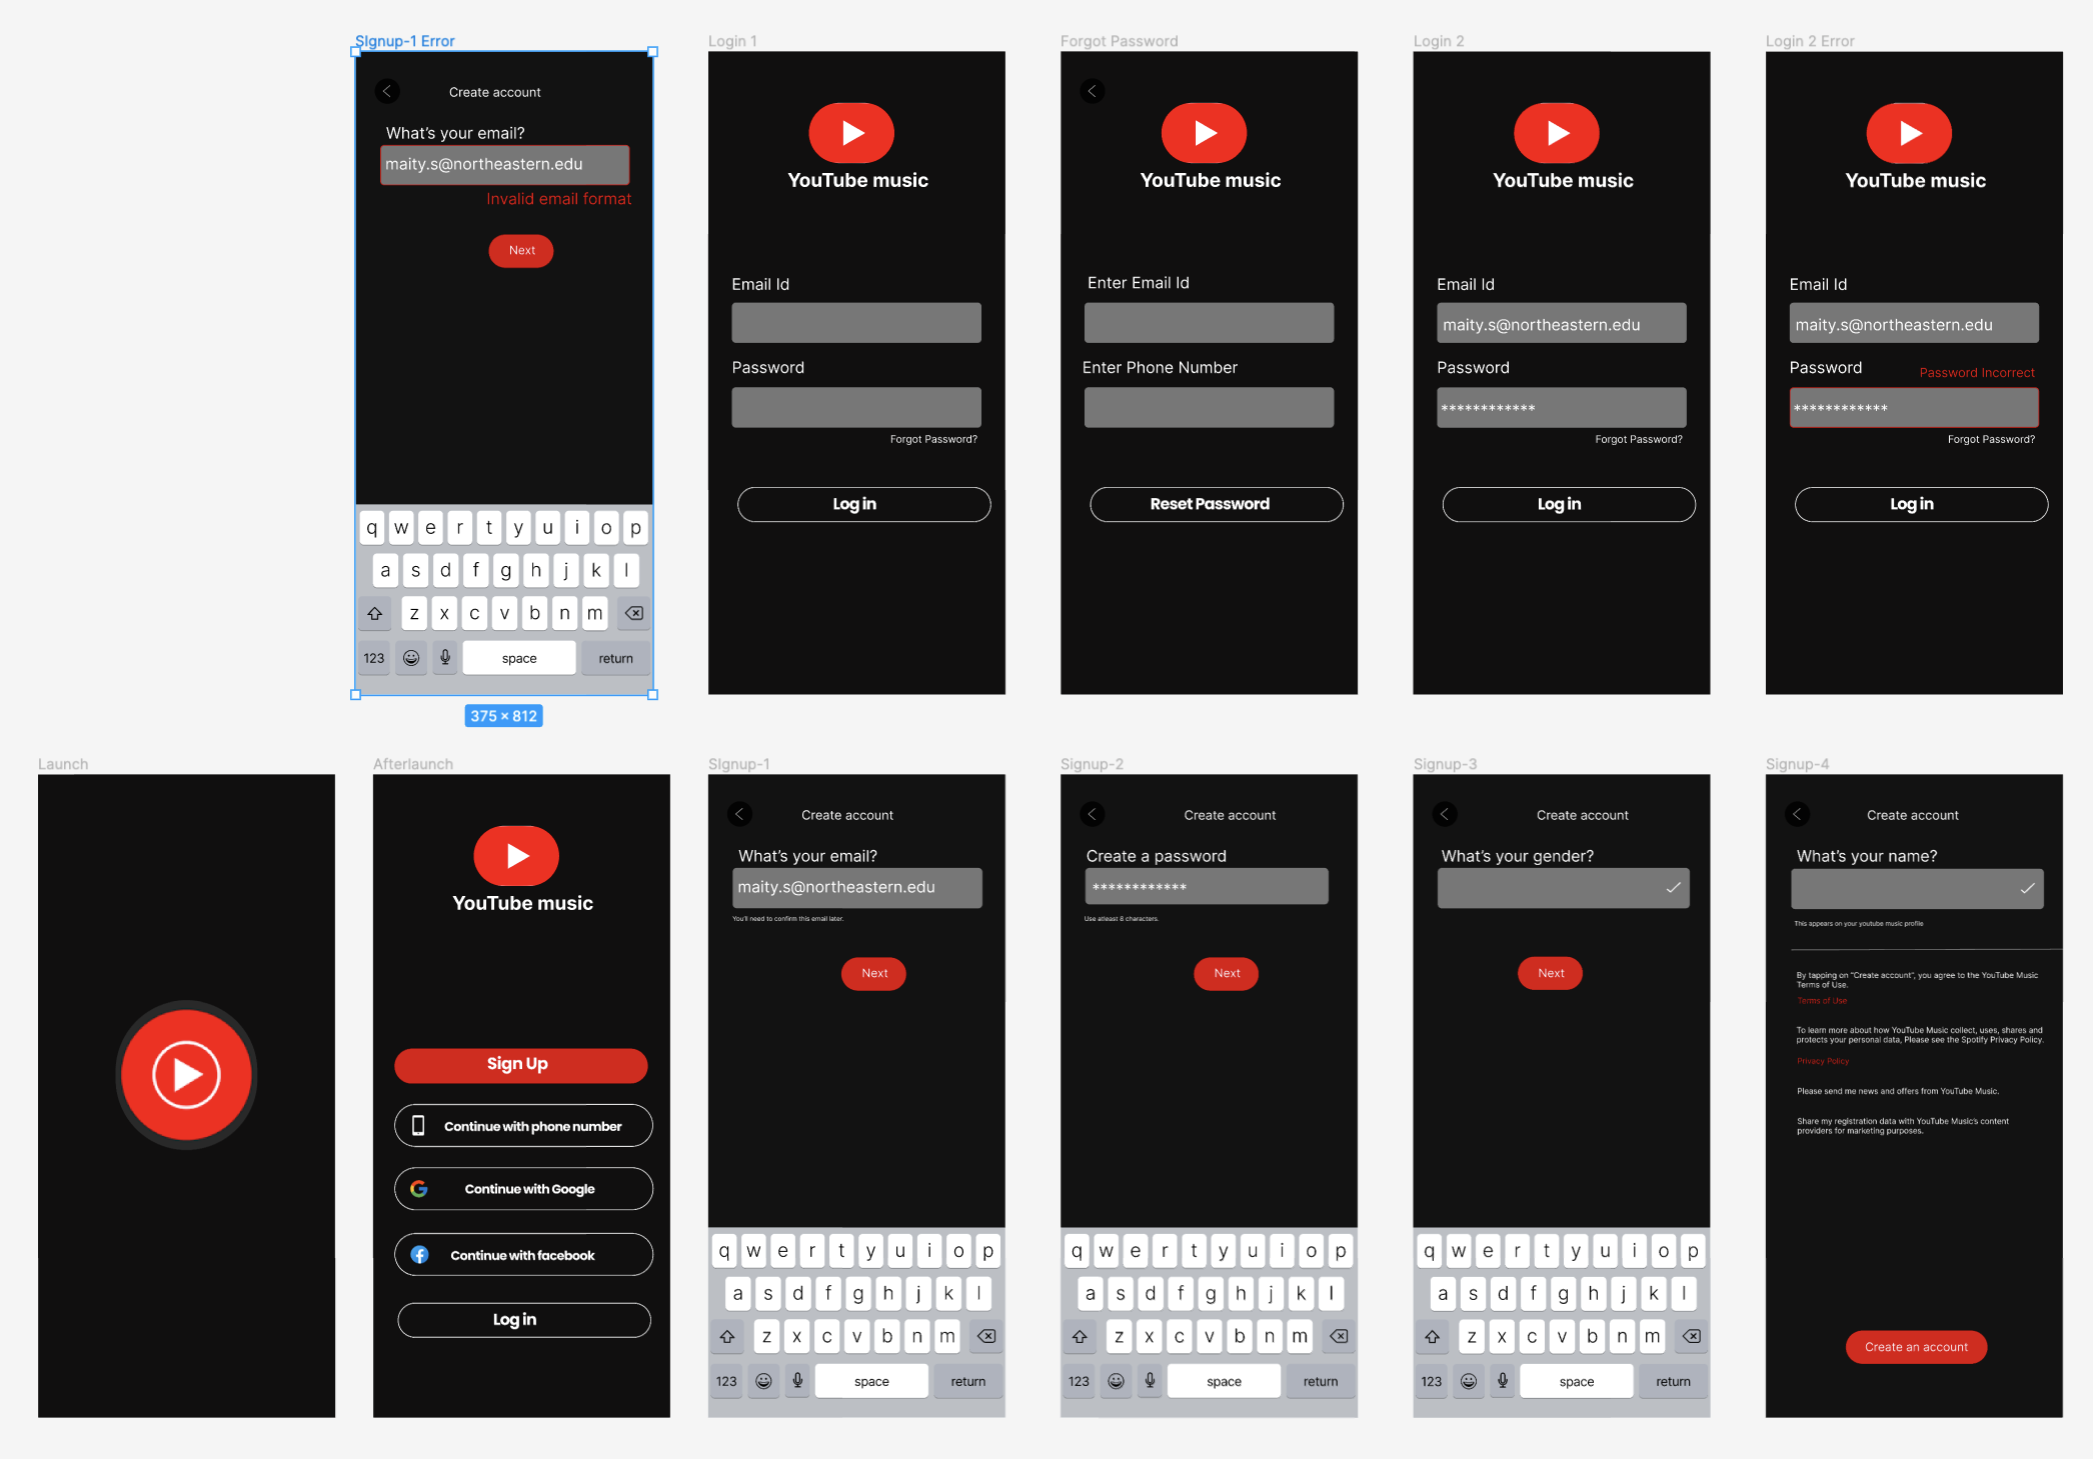 SIgnup-1 Error
Create account
What's your email?
maity.s@northeastern.edu
Invalid email format
Next
q w e r t y u i o p
a s d f g h j k l
z x c v b n m
123 space return
375 × 812
Login 1
YouTube music
Email Id
Password
Forgot Password?
Log in
Forgot Password
YouTube music
Enter Email Id
Enter Phone Number
Reset Password
Login 2
YouTube music
Email Id
maity.s@northeastern.edu
Password
************
Forgot Password?
Log in
Login 2 Error
YouTube music
Email Id
maity.s@northeastern.edu
Password
Password Incorrect
************
Forgot Password?
Log in
Launch
Afterlaunch
YouTube music
Sign Up
Continue with phone number
Continue with Google
Continue with facebook
Log in
SIgnup-1
Create account
What's your email?
maity.s@northeastern.edu
You'll need to confirm this email later.
Next
q w e r t y u i o p
a s d f g h j k l
z x c v b n m
123 space return
Signup-2
Create account
Create a password
************
Use atleast 8 characters.
Next
q w e r t y u i o p
a s d f g h j k l
z x c v b n m
123 space return
Signup-3
Create account
What's your gender?
Next
q w e r t y u i o p
a s d f g h j k l
z x c v b n m
123 space return
Signup-4
Create account
What's your name?
This appears on your youtube music profile
By tapping on "Create account", you agree to the YouTube Music
Terms of Use.
Terms of Use
To learn more about how YouTube Music collect, uses, shares and
protects your personal data, Please see the Spotify Privacy Policy.
Privacy Policy
Please send me news and offers from YouTube Music.
Share my registration data with YouTube Music's content
providers for marketing purposes.
Create an account